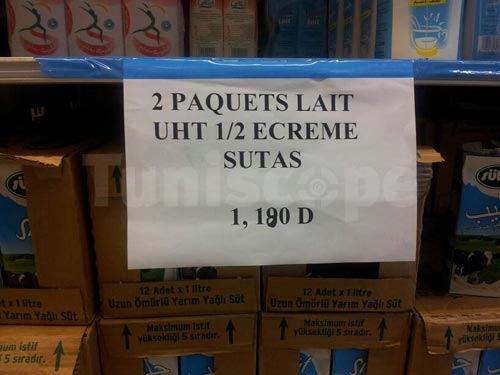 2 PAQUETS LAIT
UHT 1/2 ECREME
SUTAS
1, 190 D
Tuniscope
12 Adet x 1 litre
Uzun Ömürlü Yarım Yağlı Süt
12 Adet x 1 litre
Uzun Ömürlü Yarım Yağlı Süt
Maksimum istif
yüksekliği 5 sıradır.
Maksimum istif
yüksekliği 5 sıradır.